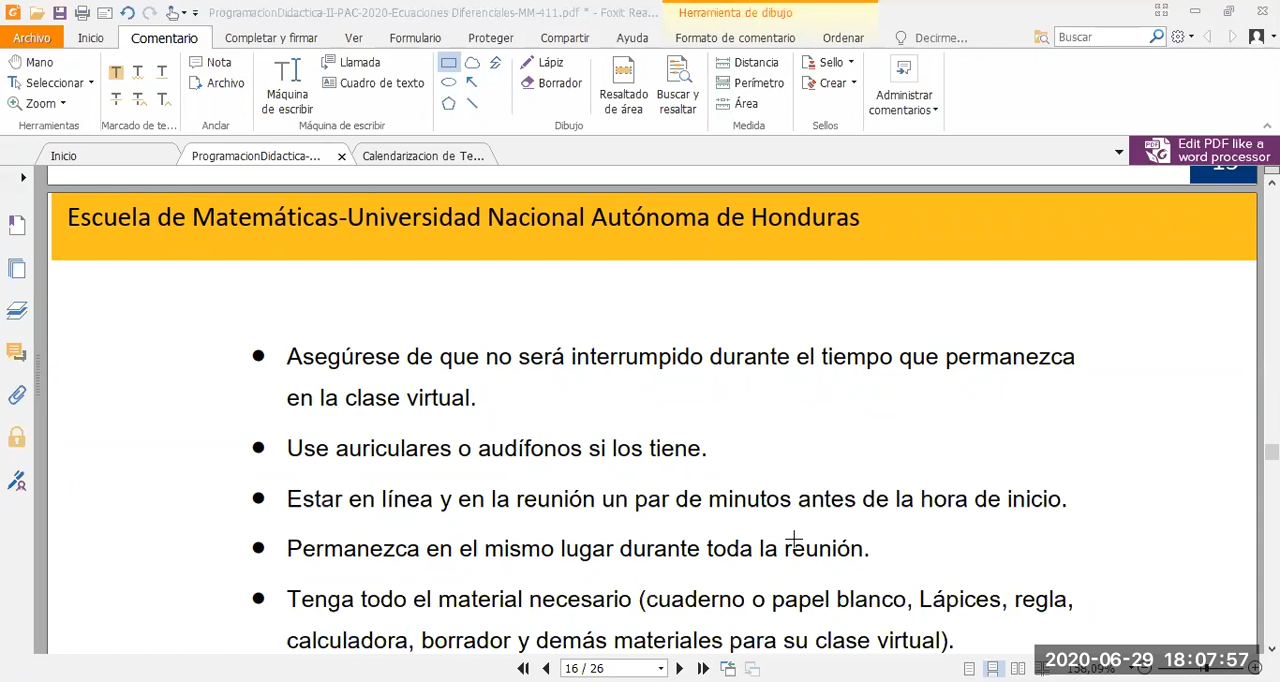 ProgramacionDidactica-II-PAC-2020-Ecuaciones Diferenciales-MM-411.pdf * - Foxit Rea...
Herramienta de dibujo
Archivo Inicio Comentario Completar y firmar Ver Formulario Proteger Compartir Ayuda Formato de comentario Ordenar Decirme... Buscar
Mano
Seleccionar
Zoom
Herramientas
Marcado de te...
Nota
Archivo
Anclar
Máquina
de escribir
Llamada
Cuadro de texto
Máquina de escribir
Lápiz
Borrador
Dibujo
Resaltado
de área
Buscar y
resaltar
Distancia
Perímetro
Área
Medida
Sello
Crear
Sellos
Administrar
comentarios
Inicio ProgramacionDidactica-... Calendarizacion de Te...
Edit PDF like a
word processor
Escuela de Matemáticas-Universidad Nacional Autónoma de Honduras
● Asegúrese de que no será interrumpido durante el tiempo que permanezca
en la clase virtual.
● Use auriculares o audífonos si los tiene.
● Estar en línea y en la reunión un par de minutos antes de la hora de inicio.
● Permanezca en el mismo lugar durante toda la reunión.
● Tenga todo el material necesario (cuaderno o papel blanco, Lápices, regla,
calculadora, borrador y demás materiales para su clase virtual).
16 / 26
2020-06-29 18:07:57